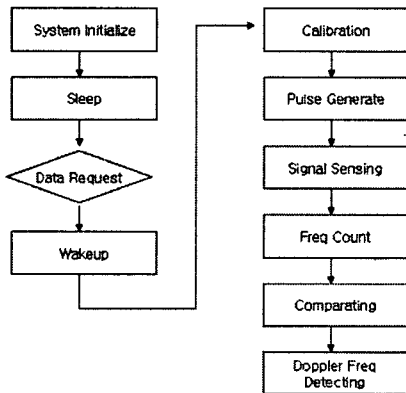 System Initialize
Sleep
Data Request
Wakeup
Calibration
Pulse Generate
Signal Sensing
Freq Count
Comparating
Doppler Freq
Detecting